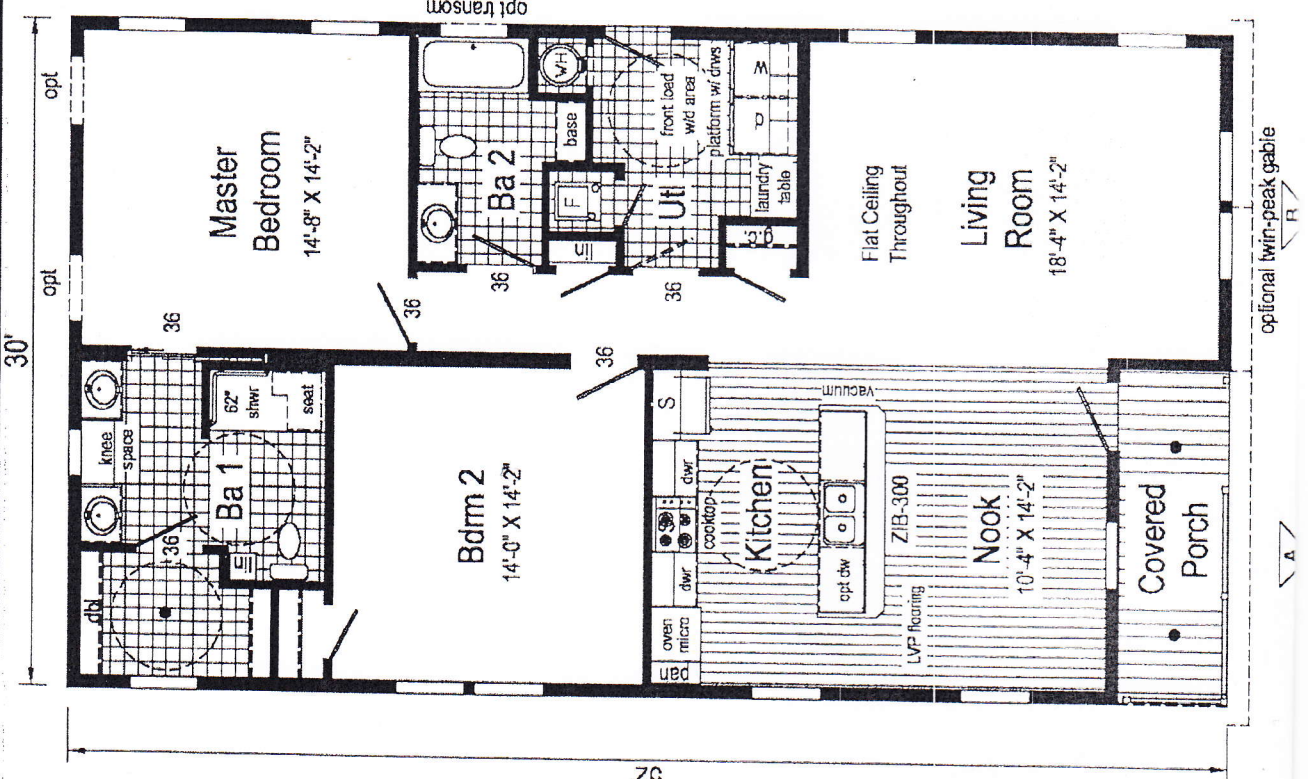 opt transom
opt
opt
30'
Master
Bedroom
14'-8" X 14'-2"
36
36
Ba 2
36
WH
base
F
lin
Utl
36
front load
w/d area
platform w/ drws
W
D
laundry
table
g.c.
Flat Ceiling
Throughout
Living
Room
18'-4" X 14'-2"
optional twin-peak gable
B
knee
space
62"
shwr
seat
Ba 1
36
lin
dbl
Bdrm 2
14'-0" X 14'-2"
36
S
dwr
cooktop
dwr
oven
micro
pan
Kitchen
vacuum
opt dw
ZIB-300
LVP flooring
Nook
10'-4" X 14'-2"
Covered
Porch
A